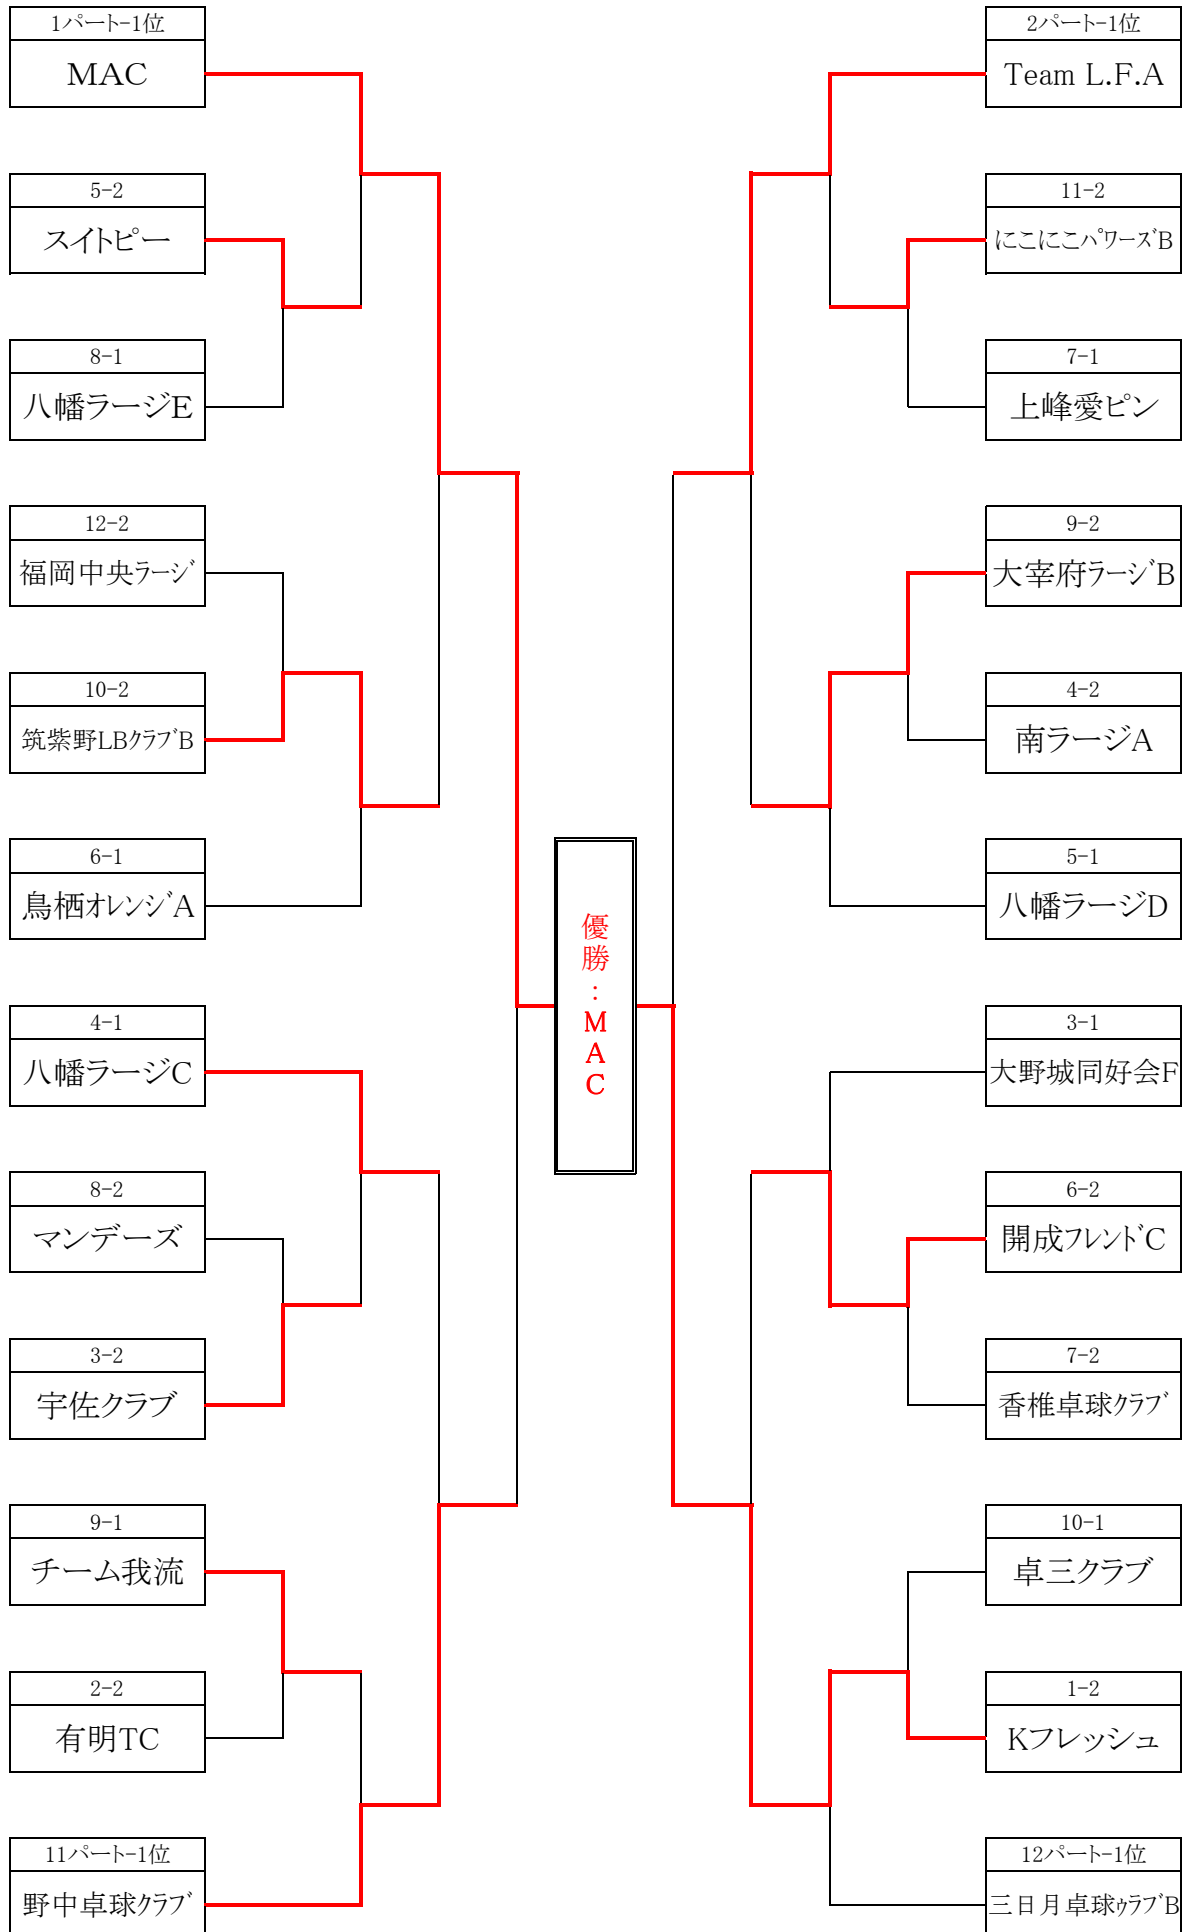 1パート-1位
MAC
5-2
スイトピー
8-1
八幡ラージE
12-2
福岡中央ﾗｰｼﾞ
10-2
筑紫野LBｸﾗﾌﾞB
6-1
鳥栖ｵﾚﾝｼﾞA
4-1
八幡ラージC
8-2
マンデーズ
3-2
宇佐クラブ
9-1
チーム我流
2-2
有明TC
11パート-1位
野中卓球ｸﾗﾌﾞ
優勝：MAC
2パート-1位
Team L.F.A
11-2
にこにこﾊﾟﾜｰｽﾞB
7-1
上峰愛ピン
9-2
大宰府ﾗｰｼﾞB
4-2
南ラージA
5-1
八幡ラージD
3-1
大野城同好会F
6-2
開成ﾌﾚﾝﾄﾞC
7-2
香椎卓球ｸﾗﾌﾞ
10-1
卓三クラブ
1-2
Kフレッシュ
12パート-1位
三日月卓球ｩﾗﾌﾞB